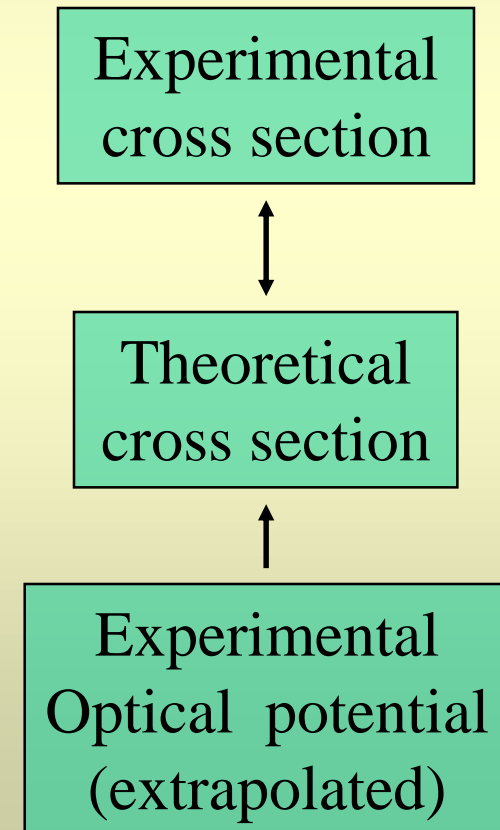 Experimental
cross section
Theoretical
cross section
Experimental
Optical potential
(extrapolated)